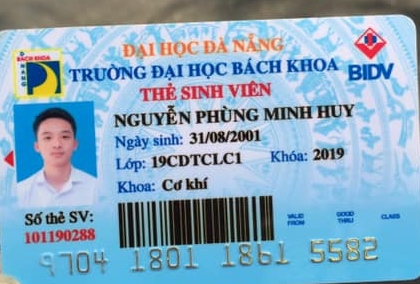 ĐẠI HỌC ĐÀ NẴNG
TRƯỜNG ĐẠI HỌC BÁCH KHOA
BIDV
BÁCH KHOA
ĐÀ NẴNG
THẺ SINH VIÊN
NGUYỄN PHÙNG MINH HUY
Ngày sinh: 31/08/2001
Lớp: 19CDTCLC1 Khóa: 2019
Khoa: Cơ khí
Số thẻ SV:
101190288
VALID FROM
GOOD THRU
CLASS
9704 1801 1861 5582